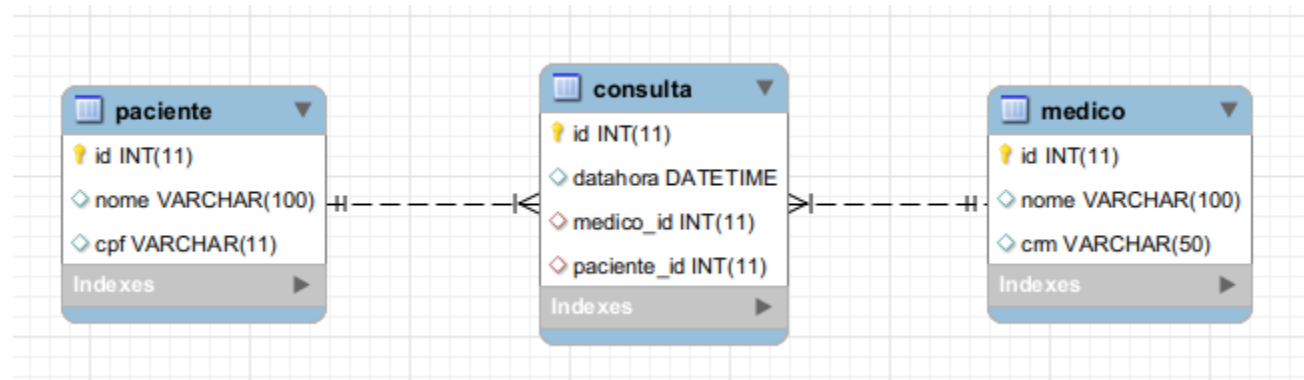 paciente
id INT(11)
nome VARCHAR(100)
cpf VARCHAR(11)
Indexes
consulta
id INT(11)
datahora DATETIME
medico_id INT(11)
paciente_id INT(11)
Indexes
medico
id INT(11)
nome VARCHAR(100)
crm VARCHAR(50)
Indexes